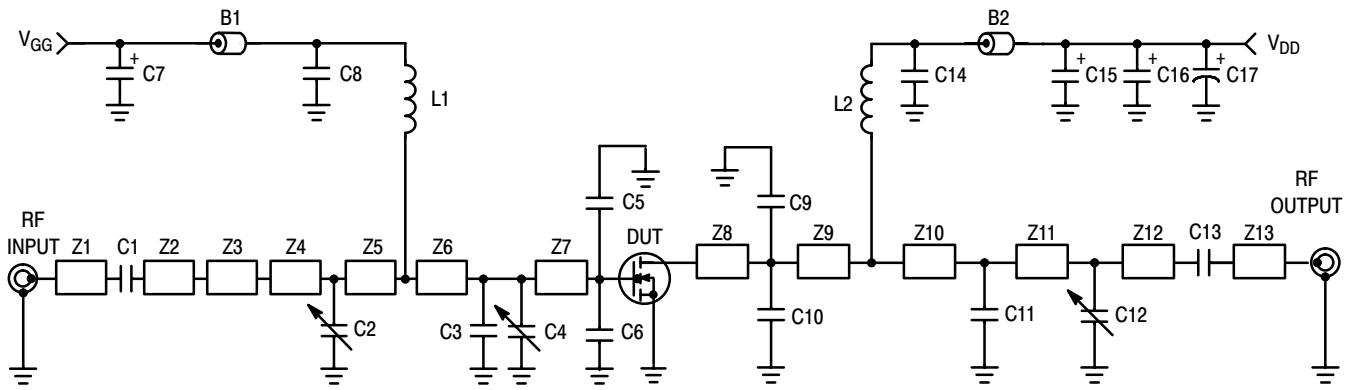 B1
B2
VGG
VDD
+
C7
C8
L1
L2
C14
+
C15
+
C16
+
C17
C5
C9
RF
INPUT
RF
OUTPUT
Z1
C1
Z2
Z3
Z4
Z5
Z6
Z7
DUT
Z8
Z9
Z10
Z11
Z12
C13
Z13
C2
C3
C4
C6
C10
C11
C12